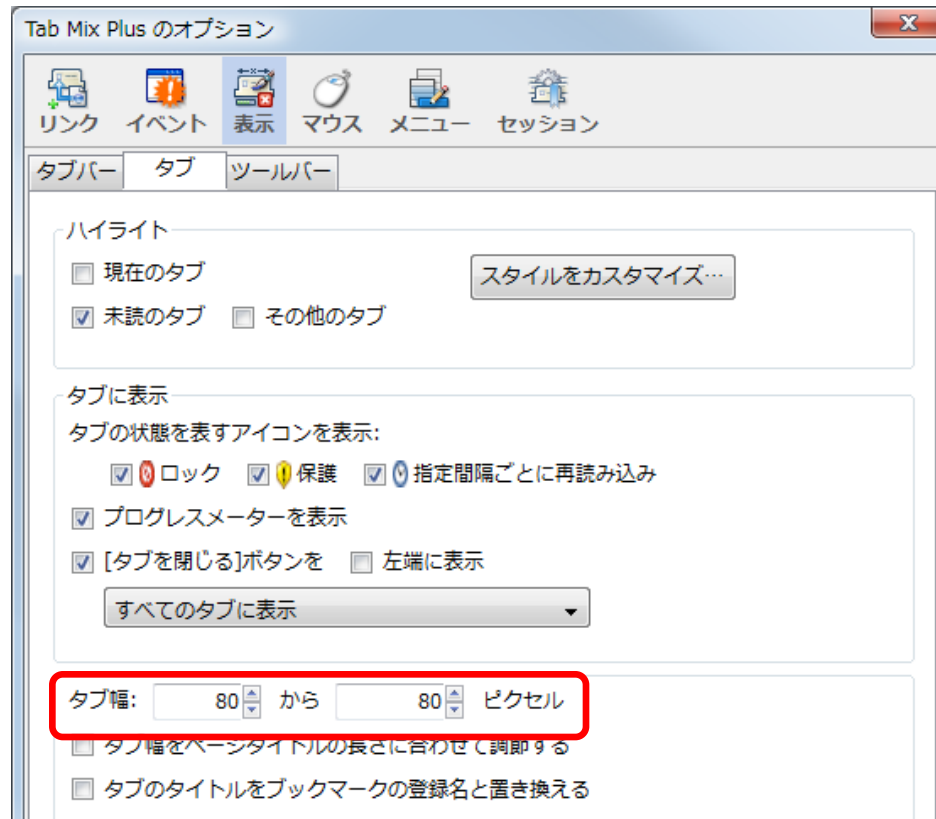 Tab Mix Plus のオプション
リンク イベント 表示 マウス メニュー セッション
タブバー タブ ツールバー
ハイライト
現在のタブ スタイルをカスタマイズ…
未読のタブ その他のタブ
タブに表示
タブの状態を表すアイコンを表示:
ロック 保護 指定間隔ごとに再読み込み
プログレスメーターを表示
[タブを閉じる]ボタンを 左端に表示
すべてのタブに表示
タブ幅: 80 から 80 ピクセル
タブ幅をページタイトルの長さに合わせて調節する
タブのタイトルをブックマークの登録名と置き換える